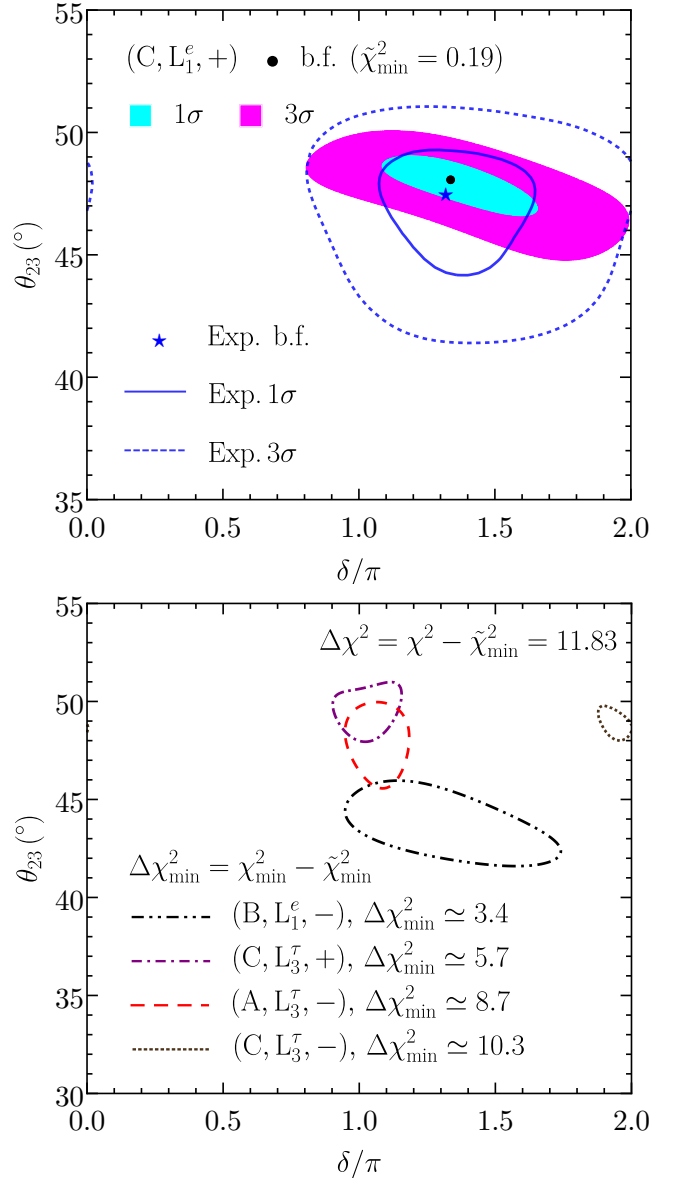 55
(C, L₁ᵉ, +) b.f. (χ̃²min = 0.19)
1σ 3σ
50
45
θ₂₃ (°)
Exp. b.f.
40
Exp. 1σ
Exp. 3σ
35
0.0 0.5 1.0 1.5 2.0
δ/π
55
Δχ² = χ² − χ̃²min = 11.83
50
45
θ₂₃ (°)
Δχ²min = χ²min − χ̃²min
40
(B, L₁ᵉ, −), Δχ²min ≃ 3.4
(C, L₃^τ, +), Δχ²min ≃ 5.7
35
(A, L₃^τ, −), Δχ²min ≃ 8.7
(C, L₃^τ, −), Δχ²min ≃ 10.3
30
0.0 0.5 1.0 1.5 2.0
δ/π